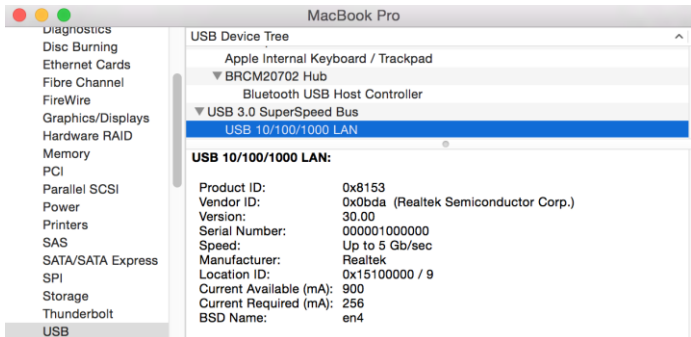 MacBook Pro
Diagnostics
Disc Burning
Ethernet Cards
Fibre Channel
FireWire
Graphics/Displays
Hardware RAID
Memory
PCI
Parallel SCSI
Power
Printers
SAS
SATA/SATA Express
SPI
Storage
Thunderbolt
USB
USB Device Tree
Apple Internal Keyboard / Trackpad
BRCM20702 Hub
Bluetooth USB Host Controller
USB 3.0 SuperSpeed Bus
USB 10/100/1000 LAN
USB 10/100/1000 LAN:
Product ID: 0x8153
Vendor ID: 0x0bda (Realtek Semiconductor Corp.)
Version: 30.00
Serial Number: 000001000000
Speed: Up to 5 Gb/sec
Manufacturer: Realtek
Location ID: 0x15100000 / 9
Current Available (mA): 900
Current Required (mA): 256
BSD Name: en4